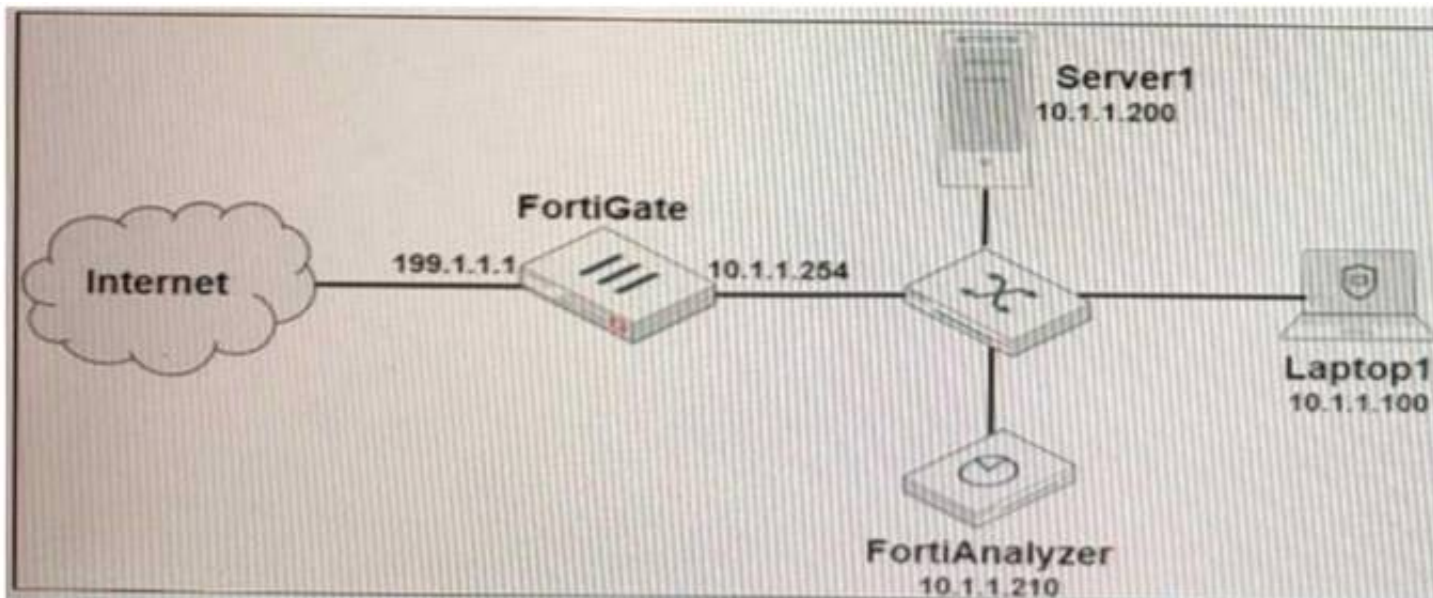 Server1
10.1.1.200
FortiGate
199.1.1.1
10.1.1.254
Internet
Laptop1
10.1.1.100
FortiAnalyzer
10.1.1.210